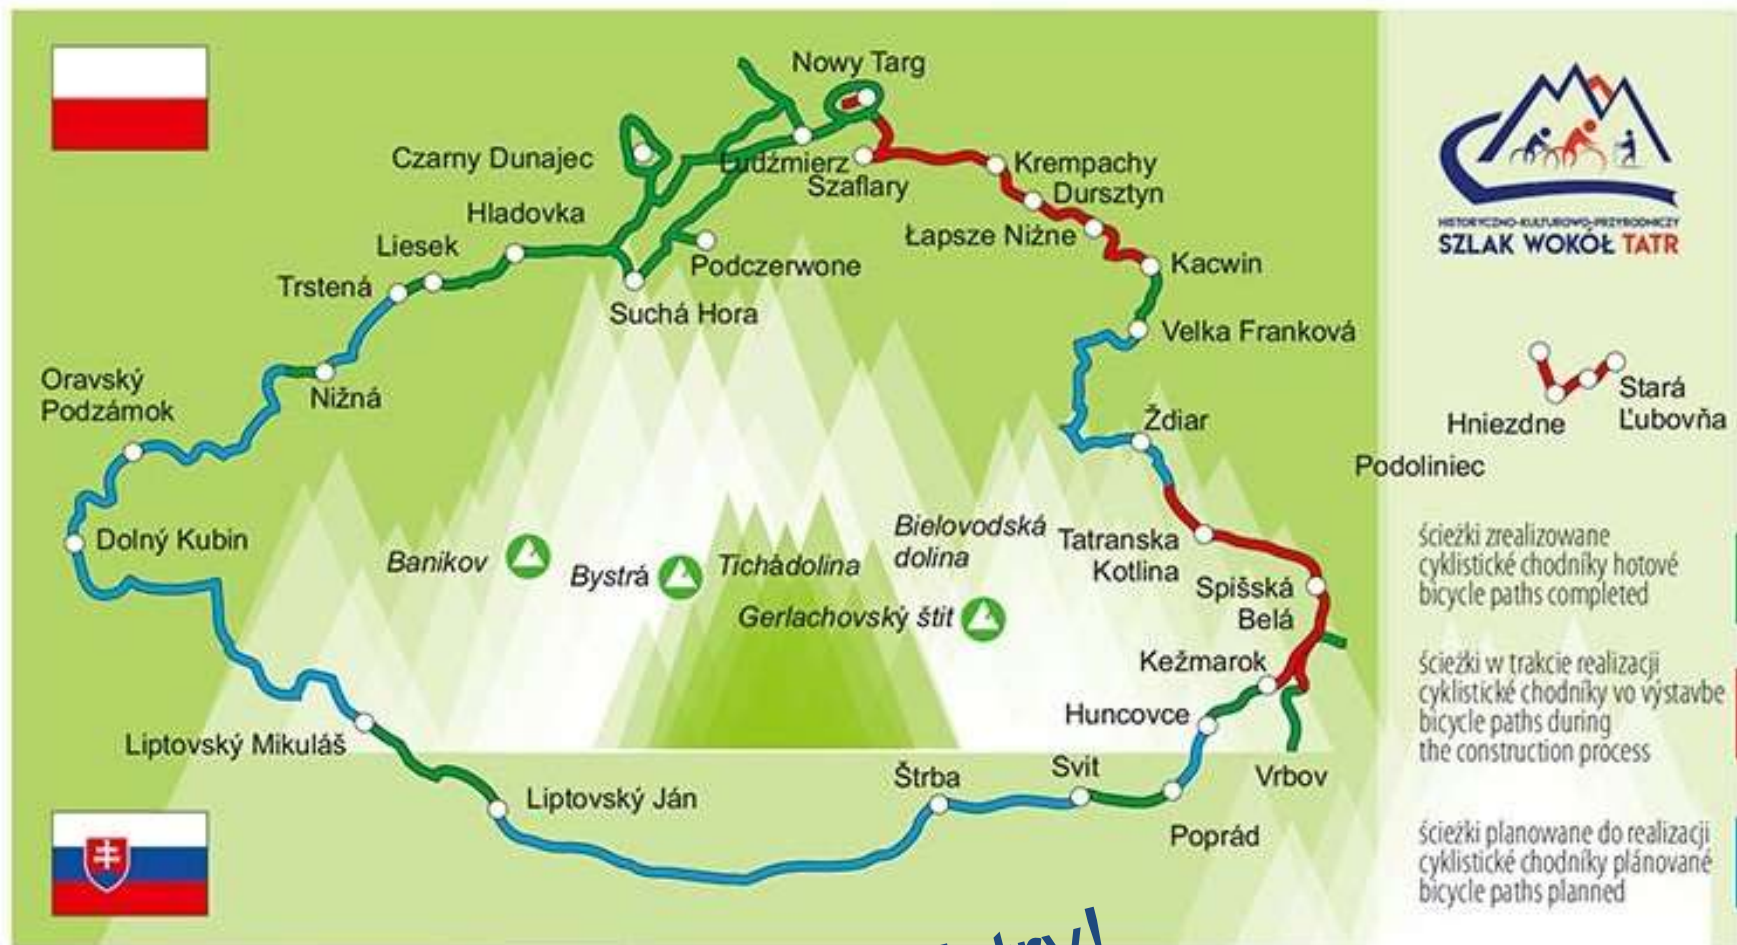 Nowy Targ
Czarny Dunajec
Ludźmierz
Szaflary
Krempachy
Dursztyn
Hladovka
Łapsze Niżne
Liesek
Kacwin
Podczerwone
Trstená
Suchá Hora
Velka Franková
Oravský
Podzámok
Nižná
Ždiar
Dolný Kubin
Banikov
Bystrá
Tichádolina
Bielovodská
dolina
Tatranska
Kotlina
Gerlachovský štit
Spišská
Belá
Kežmarok
Huncovce
Liptovský Mikuláš
Liptovský Ján
Štrba
Svit
Vrbov
Poprád
HISTORYCZNO-KULTUROWO-PRZYRODNICZY
SZLAK WOKÓŁ TATR
Stará
Ľubovňa
Hniezdne
Podoliniec
ścieżki zrealizowane
cyklistické chodníky hotové
bicycle paths completed
ścieżki w trakcie realizacji
cyklistické chodníky vo výstavbe
bicycle paths during
the construction process
ścieżki planowane do realizacji
cyklistické chodníky plánované
bicycle paths planned